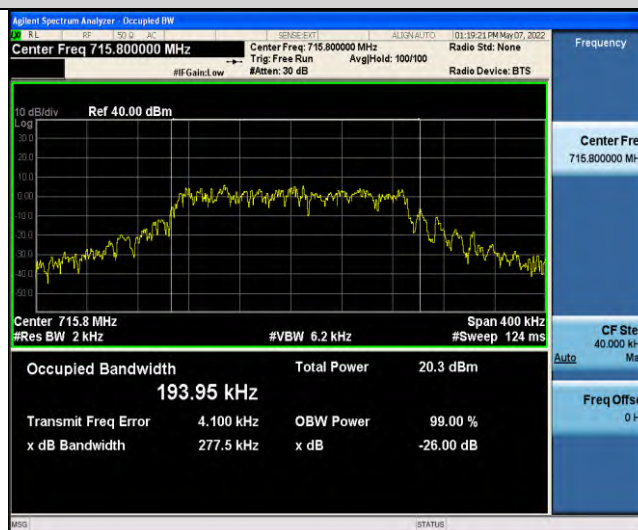 Agilent Spectrum Analyzer - Occupied BW
RL RF 50 Ω AC SENSE:EXT ALIGN AUTO 01:19:21 PM May 07, 2022
Center Freq 715.800000 MHz
Center Freq: 715.800000 MHz
Radio Std: None
Trig: Free Run Avg|Hold: 100/100
#IFGain:Low #Atten: 30 dB Radio Device: BTS
10 dB/div Ref 40.00 dBm
Log
30.0
20.0
10.0
0.00
-10.0
-20.0
-30.0
-40.0
-50.0
Center 715.8 MHz Span 400 kHz
#Res BW 2 kHz #VBW 6.2 kHz #Sweep 124 ms
Occupied Bandwidth Total Power 20.3 dBm
193.95 kHz
Transmit Freq Error 4.100 kHz OBW Power 99.00 %
x dB Bandwidth 277.5 kHz x dB -26.00 dB
MSG STATUS
Frequency
Center Fre
715.800000 MH
CF Ste
40.000 kH
Auto Ma
Freq Offse
0 H